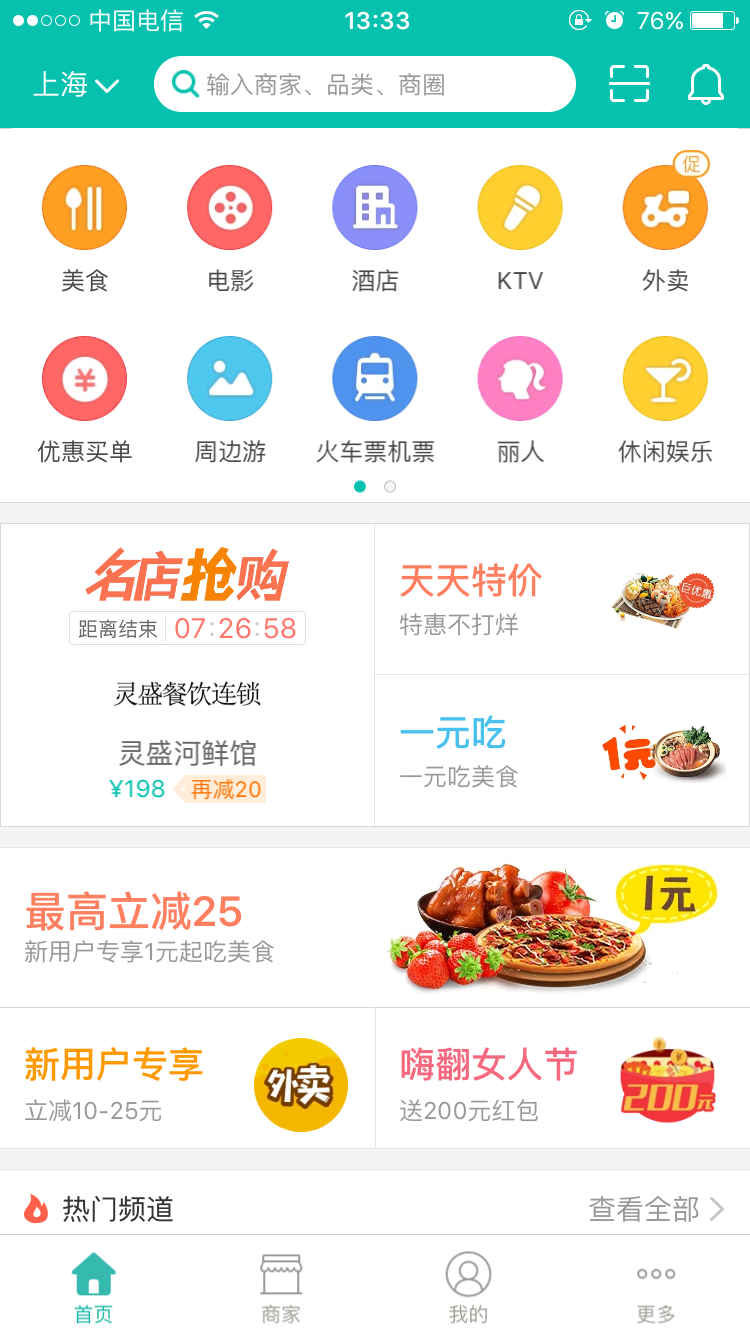 中国电信 13:33 76%
上海 输入商家、品类、商圈
促
美食 电影 酒店 KTV 外卖
优惠买单 周边游 火车票机票 丽人 休闲娱乐
名店抢购
距离结束 07:26:58
灵盛餐饮连锁
灵盛河鲜馆
¥198 再减20
天天特价
特惠不打烊
巨优惠
一元吃
一元吃美食
1元
最高立减25
新用户专享1元起吃美食
1元
新用户专享
立减10-25元
外卖
嗨翻女人节
送200元红包
200元
热门频道 查看全部
首页 商家 我的 更多